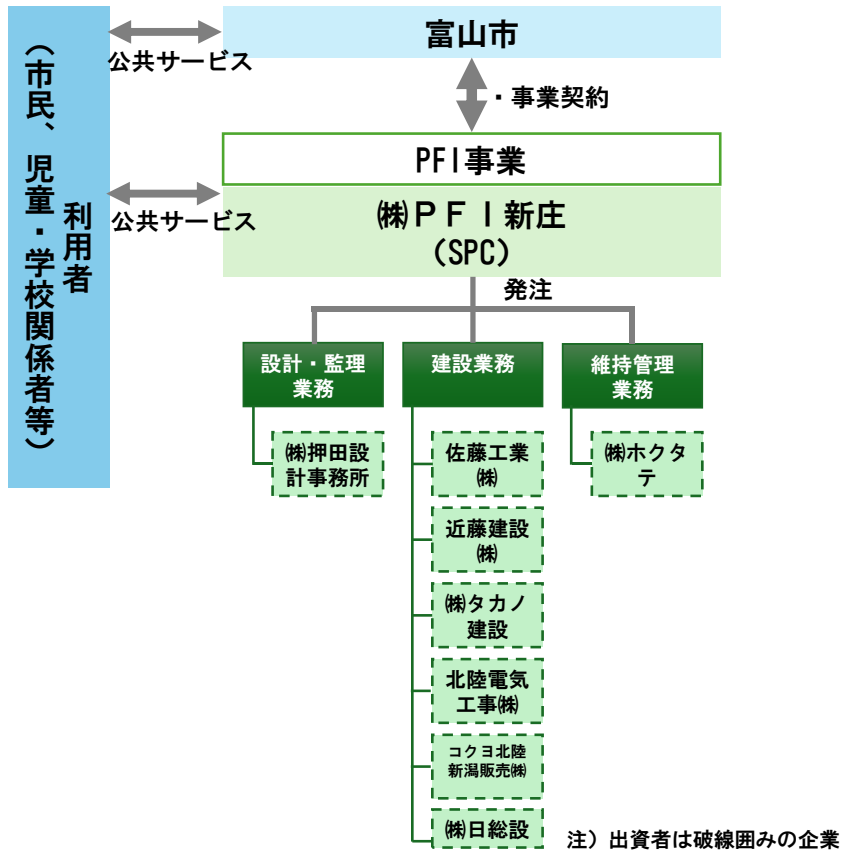 富山市
公共サービス
・事業契約
PFI事業
㈱ＰＦＩ新庄
（SPC）
公共サービス
利用者
（市民、児童・学校関係者等）
発注
設計・監理
業務
建設業務
維持管理
業務
㈱押田設
計事務所
佐藤工業
㈱
近藤建設
㈱
㈱タカノ
建設
北陸電気
工事㈱
コクヨ北陸
新潟販売㈱
㈱日総設
㈱ホクタ
テ
注）出資者は破線囲みの企業